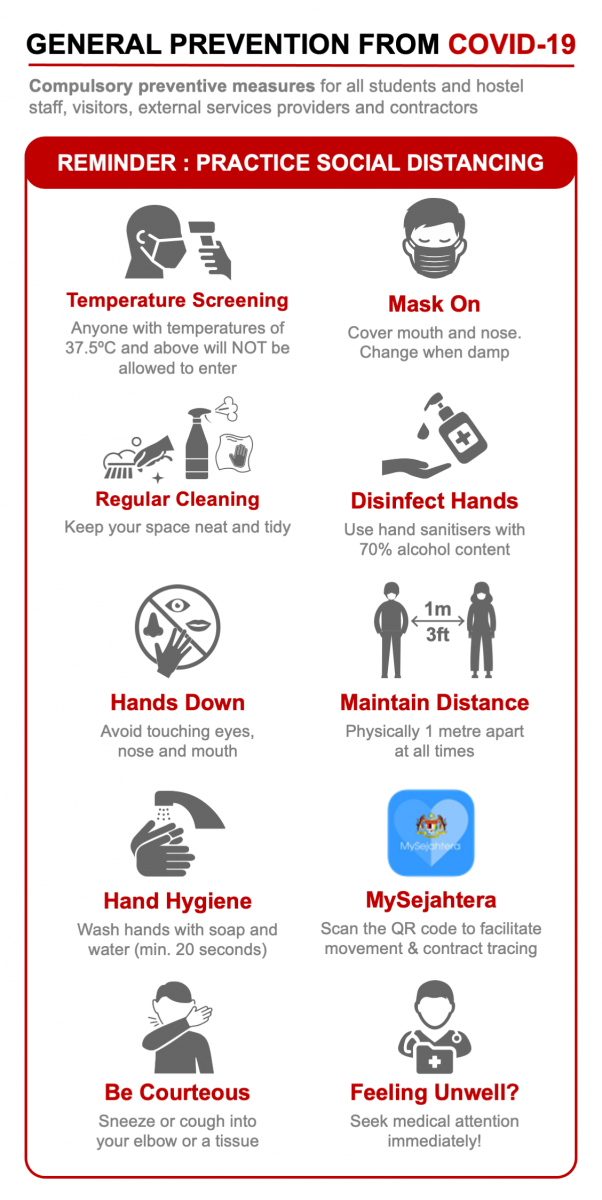 GENERAL PREVENTION FROM COVID-19
Compulsory preventive measures for all students and hostel
staff, visitors, external services providers and contractors
REMINDER : PRACTICE SOCIAL DISTANCING
Temperature Screening
Anyone with temperatures of
37.5ºC and above will NOT be
allowed to enter
Mask On
Cover mouth and nose.
Change when damp
Regular Cleaning
Keep your space neat and tidy
Disinfect Hands
Use hand sanitisers with
70% alcohol content
Hands Down
Avoid touching eyes,
nose and mouth
1m
3ft
Maintain Distance
Physically 1 metre apart
at all times
Hand Hygiene
Wash hands with soap and
water (min. 20 seconds)
MySejahtera
MySejahtera
Scan the QR code to facilitate
movement & contract tracing
Be Courteous
Sneeze or cough into
your elbow or a tissue
Feeling Unwell?
Seek medical attention
immediately!